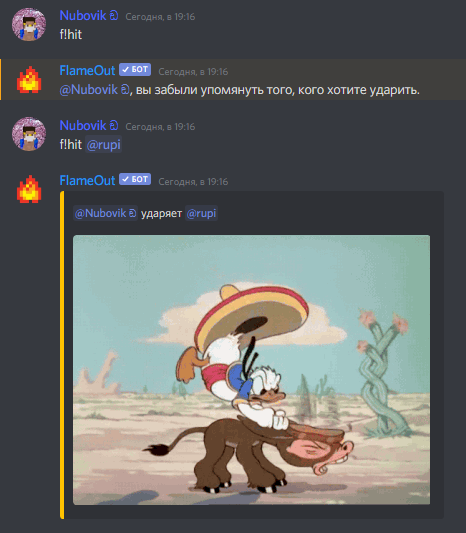 Nubovik ඞ Сегодня, в 19:16
f!hit
FlameOut ✓ БОТ Сегодня, в 19:16
@Nubovik ඞ, вы забыли упомянуть того, кого хотите ударить.
Nubovik ඞ Сегодня, в 19:16
f!hit @rupi
FlameOut ✓ БОТ Сегодня, в 19:16
@Nubovik ඞ ударяет @rupi